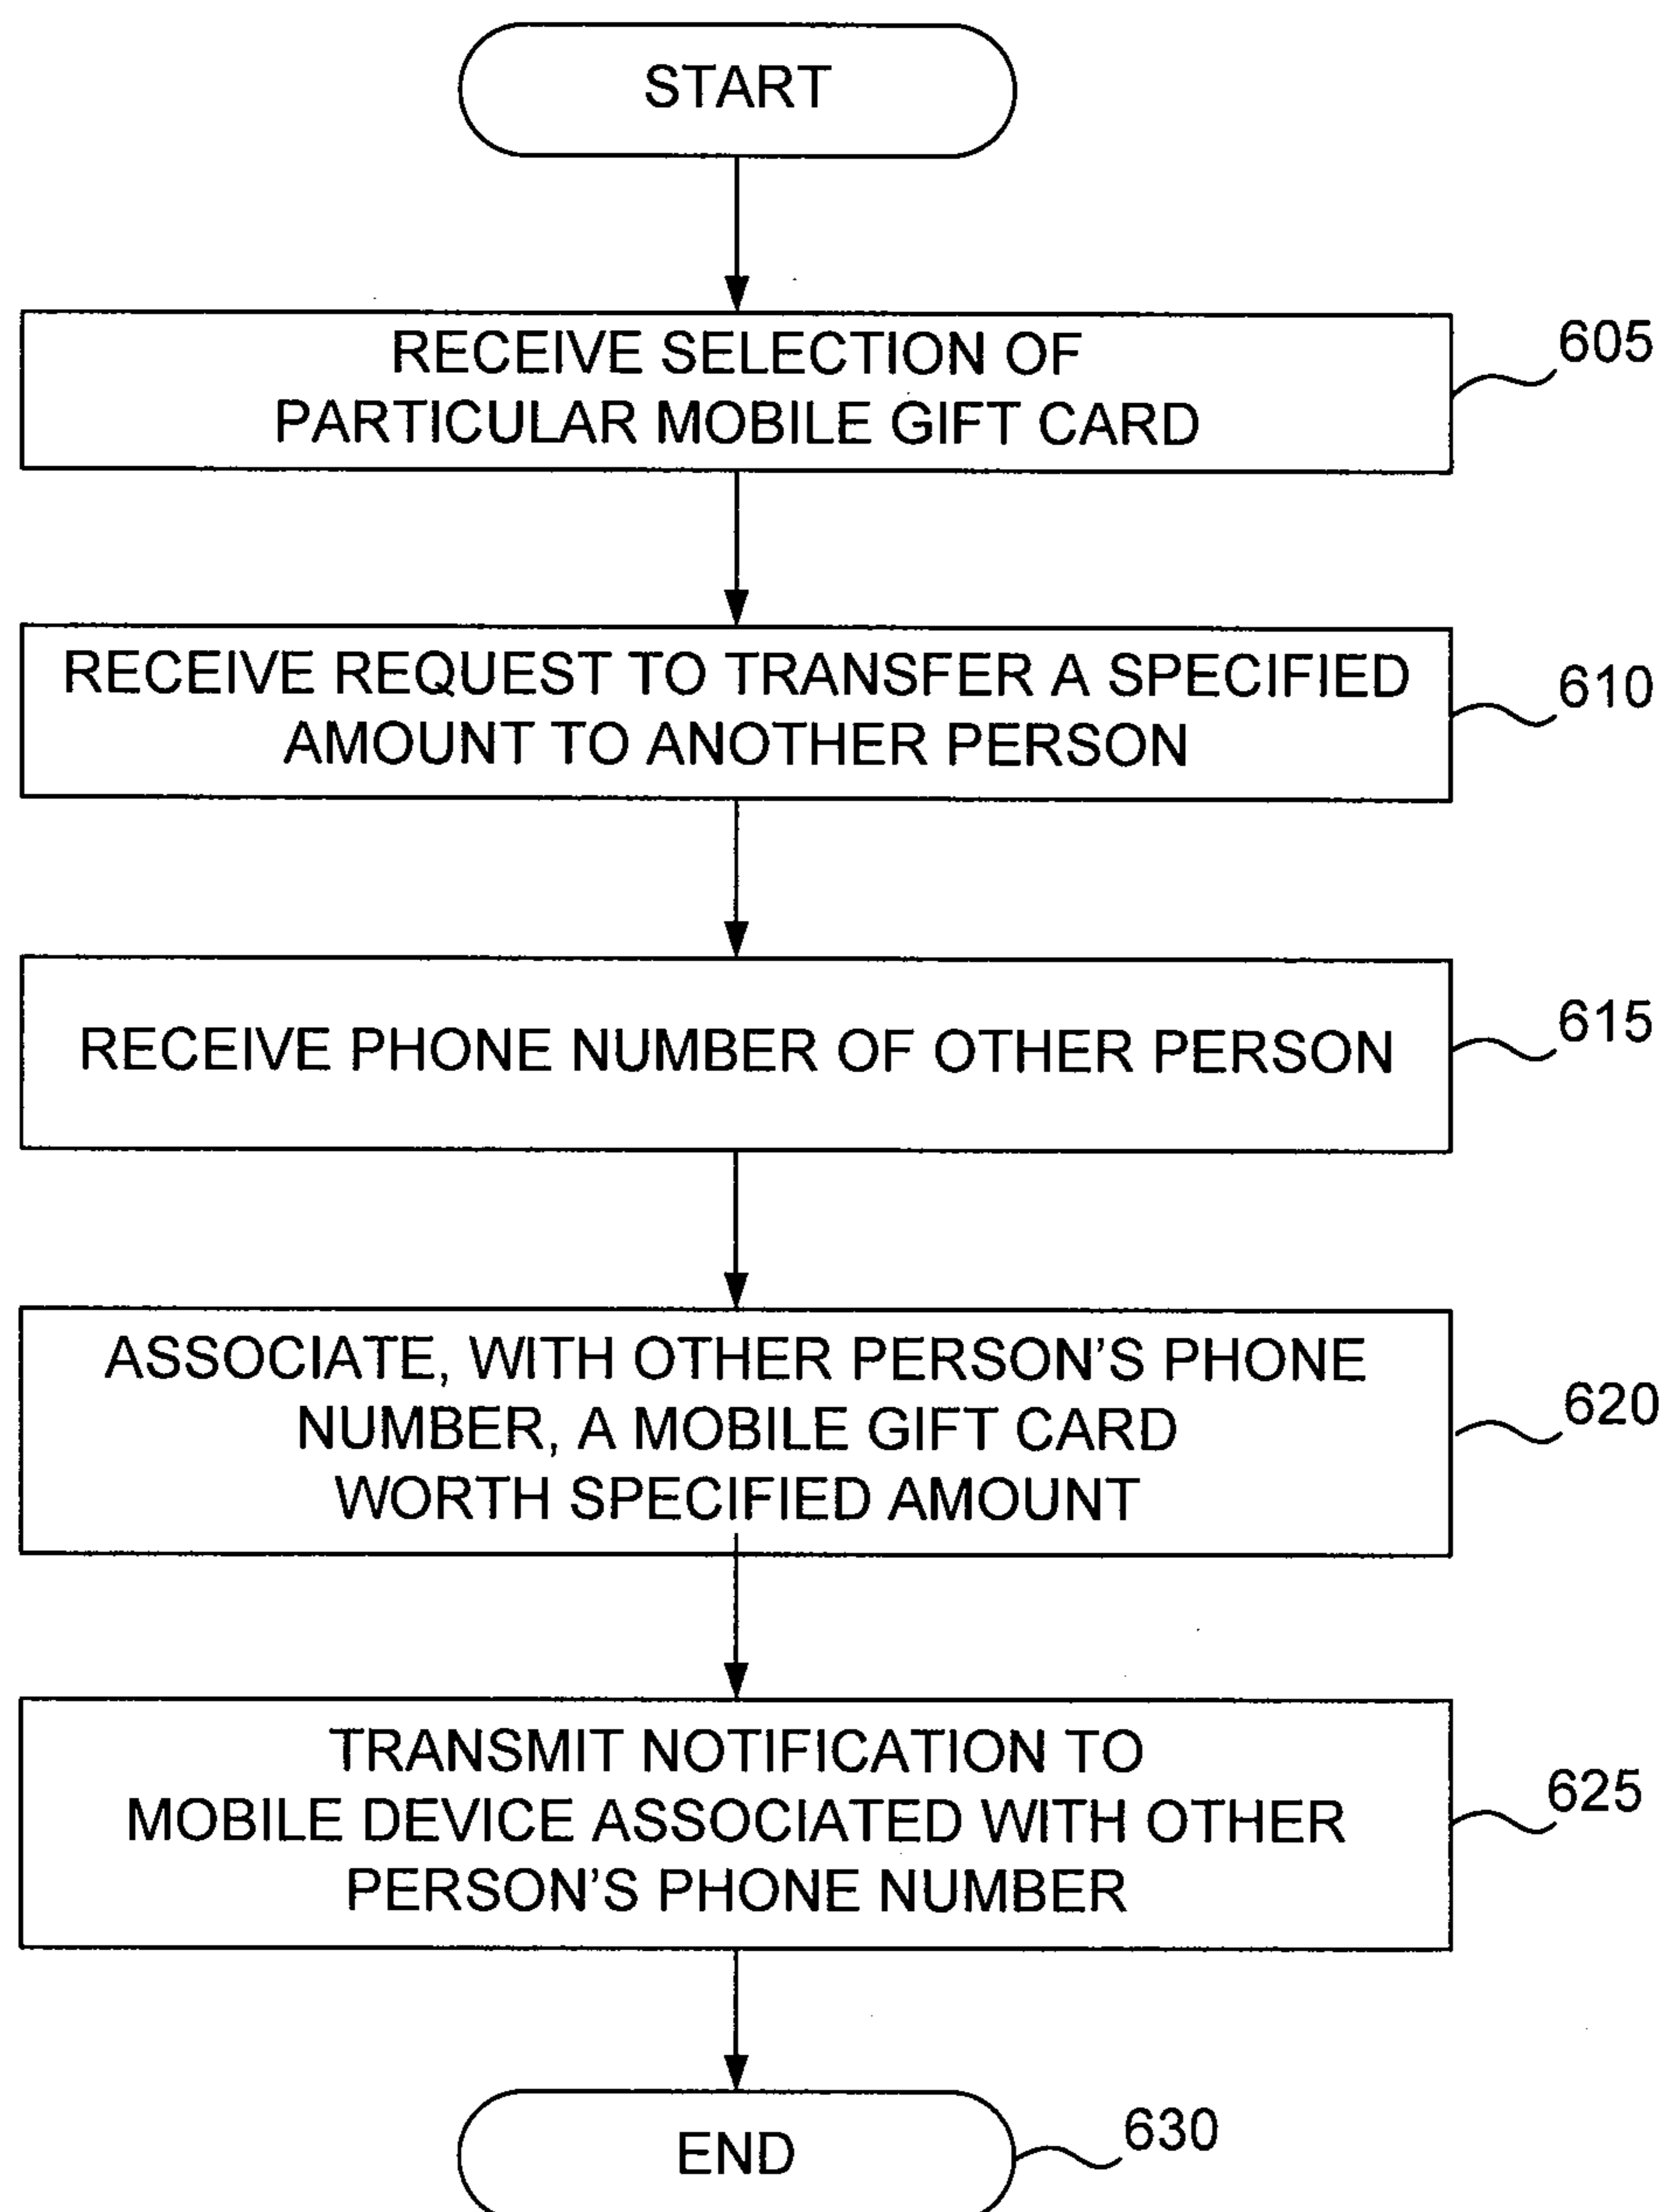 START
RECEIVE SELECTION OF
PARTICULAR MOBILE GIFT CARD
605
RECEIVE REQUEST TO TRANSFER A SPECIFIED
AMOUNT TO ANOTHER PERSON
610
RECEIVE PHONE NUMBER OF OTHER PERSON
615
ASSOCIATE, WITH OTHER PERSON'S PHONE
NUMBER, A MOBILE GIFT CARD
WORTH SPECIFIED AMOUNT
620
TRANSMIT NOTIFICATION TO
MOBILE DEVICE ASSOCIATED WITH OTHER
PERSON'S PHONE NUMBER
625
END
630